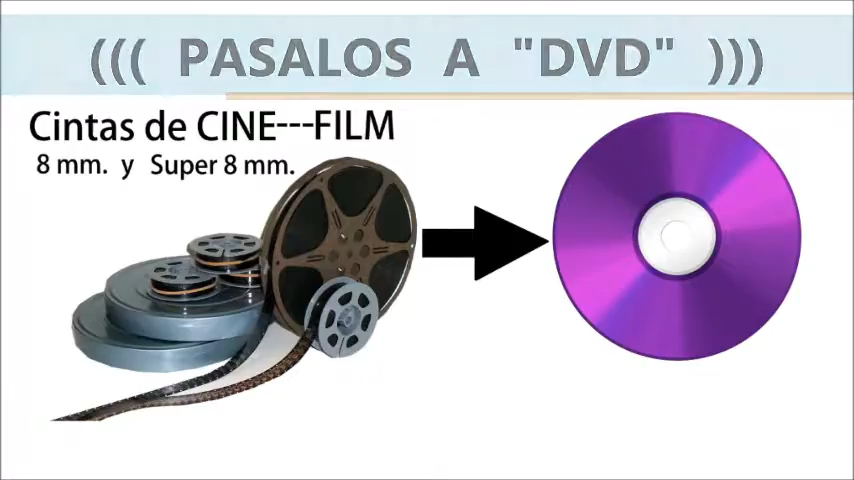 ((( PASALOS A "DVD" )))
Cintas de CINE---FILM
8 mm. y Super 8 mm.